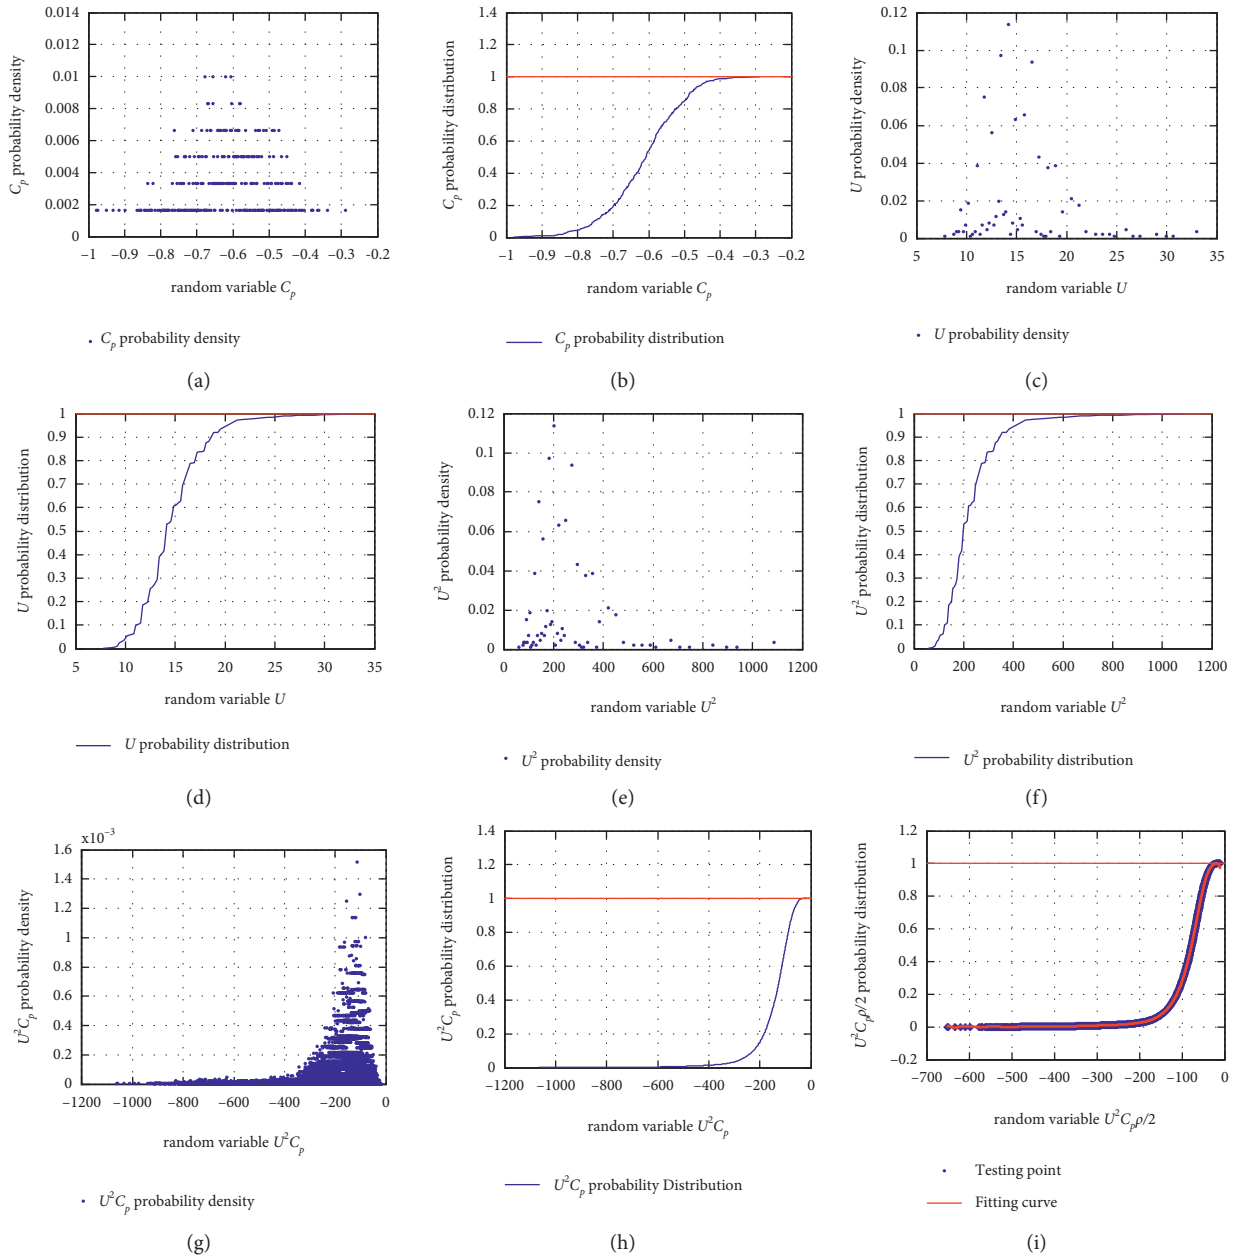 0.014
0.012
0.01
0.008
0.006
0.004
0.002
0
–1 –0.9 –0.8 –0.7 –0.6 –0.5 –0.4 –0.3 –0.2
Cp probability density
random variable Cp
Cp probability density
(a)
1.4
1.2
1
0.8
0.6
0.4
0.2
0
–1 –0.9 –0.8 –0.7 –0.6 –0.5 –0.4 –0.3 –0.2
Cp probability distribution
random variable Cp
Cp probability distribution
(b)
0.12
0.1
0.08
0.06
0.04
0.02
0
5 10 15 20 25 30 35
U probability density
random variable U
U probability density
(c)
1
0.9
0.8
0.7
0.6
0.5
0.4
0.3
0.2
0.1
0
5 10 15 20 25 30 35
U probability distribution
random variable U
U probability distribution
(d)
0.12
0.1
0.08
0.06
0.04
0.02
0
0 200 400 600 800 1000 1200
U² probability density
random variable U²
U² probability density
(e)
1
0.9
0.8
0.7
0.6
0.5
0.4
0.3
0.2
0.1
0
0 200 400 600 800 1000 1200
U² probability distribution
random variable U²
U² probability distribution
(f)
x10⁻³
1.6
1.4
1.2
1
0.8
0.6
0.4
0.2
0
–1200 –1000 –800 –600 –400 –200 0
U²Cp probability density
random variable U²Cp
U²Cp probability density
(g)
1.4
1.2
1
0.8
0.6
0.4
0.2
0
–1200 –1000 –800 –600 –400 –200 0
U²Cp probability distribution
random variable U²Cp
U²Cp probability Distribution
(h)
1.2
1
0.8
0.6
0.4
0.2
0
–0.2
–700 –600 –500 –400 –300 –200 –100 0
U²Cpρ/2 probability distribution
random variable U²Cpρ/2
Testing point
Fitting curve
(i)